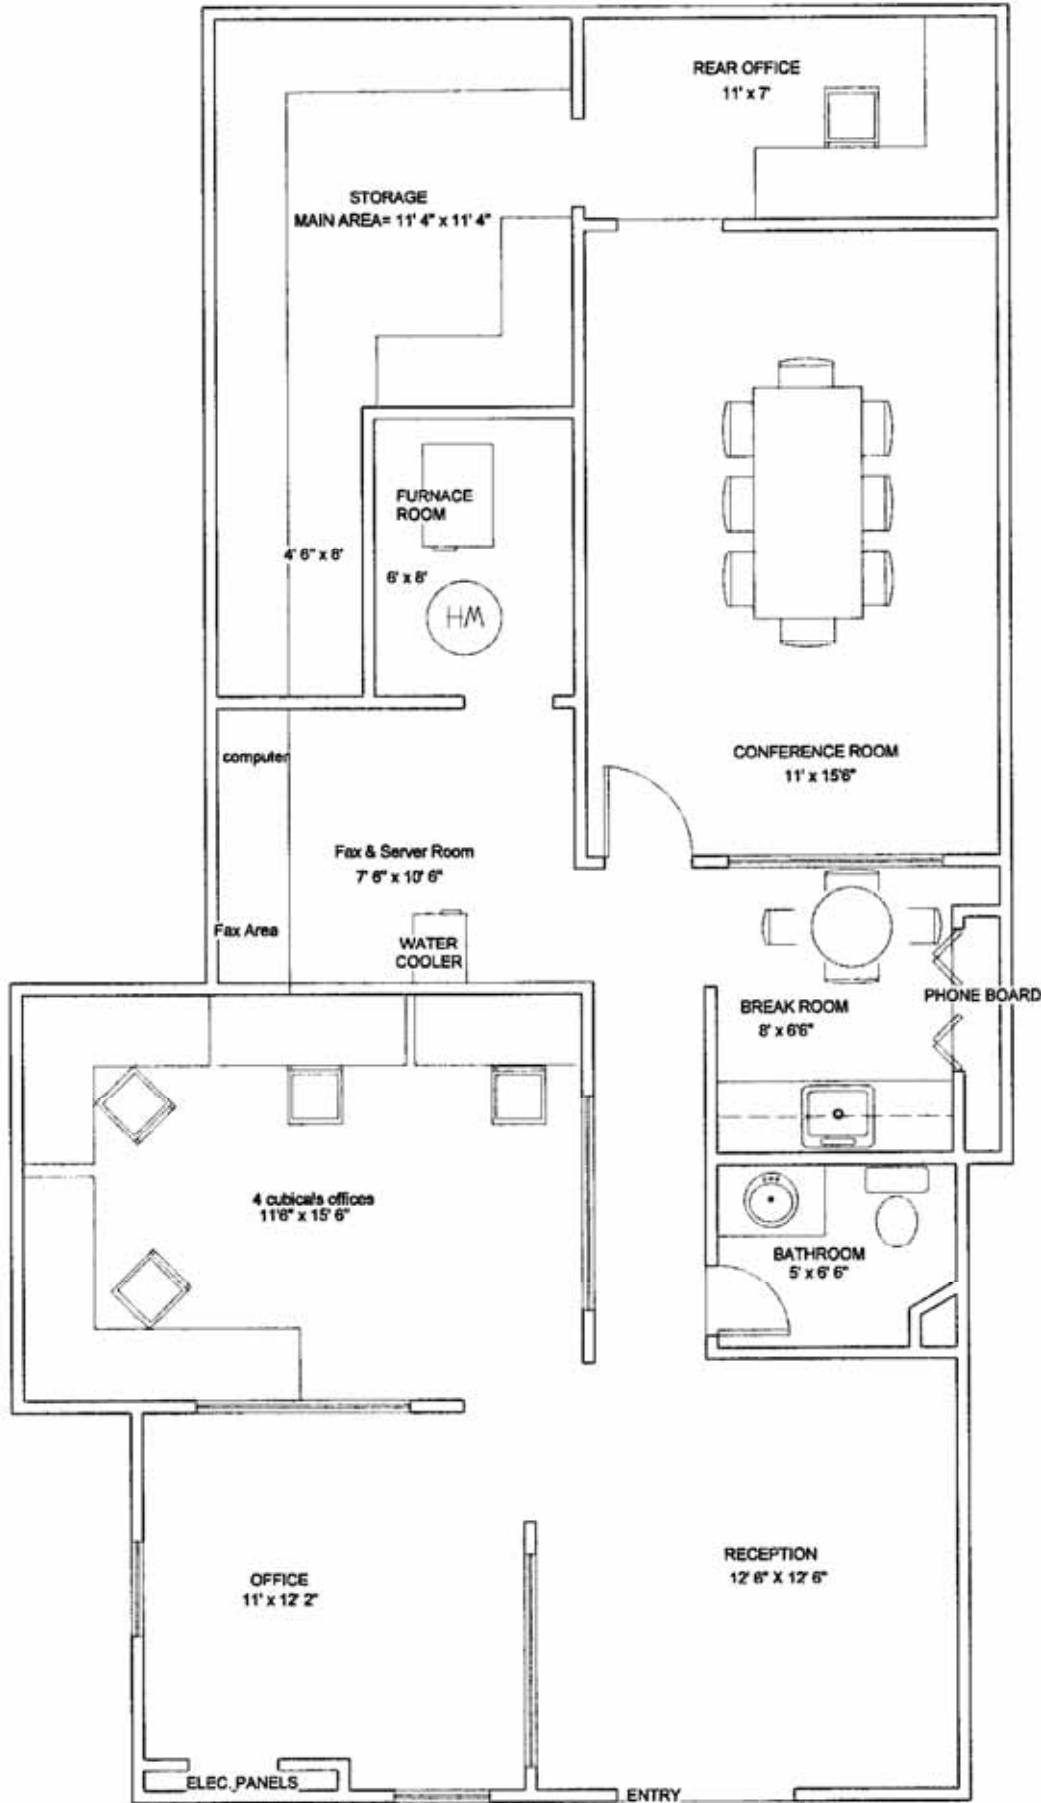 REAR OFFICE
11' x 7'
STORAGE
MAIN AREA= 11' 4" x 11' 4"
FURNACE
ROOM
4' 6" x 8'
6' x 8'
HM
CONFERENCE ROOM
11' x 15'6"
computer
Fax & Server Room
7' 6" x 10' 6"
Fax Area
WATER
COOLER
PHONE BOARD
BREAK ROOM
8' x 6'6"
4 cubical's offices
11'6" x 15' 6"
BATHROOM
5' x 6' 6"
RECEPTION
12' 6" X 12' 6"
OFFICE
11' x 12' 2"
ELEC. PANELS
ENTRY